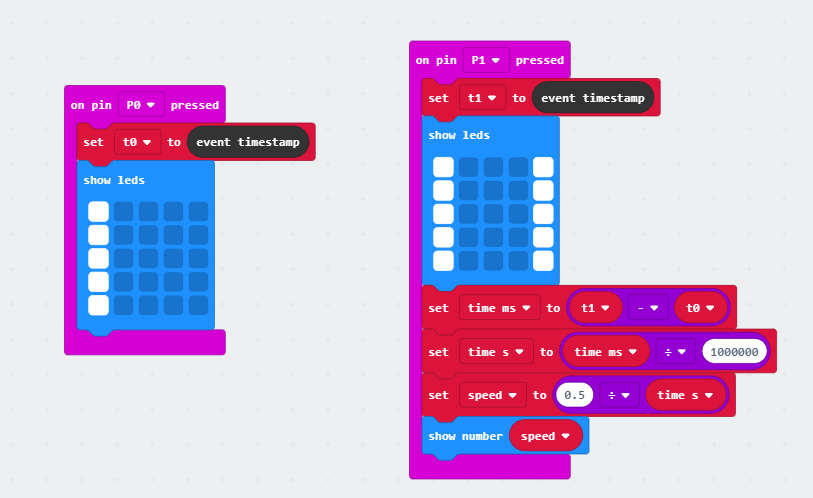 on pin P0 pressed
set t0 to event timestamp
show leds
on pin P1 pressed
set t1 to event timestamp
show leds
set time ms to t1 - t0
set time s to time ms ÷ 1000000
set speed to 0.5 ÷ time s
show number speed